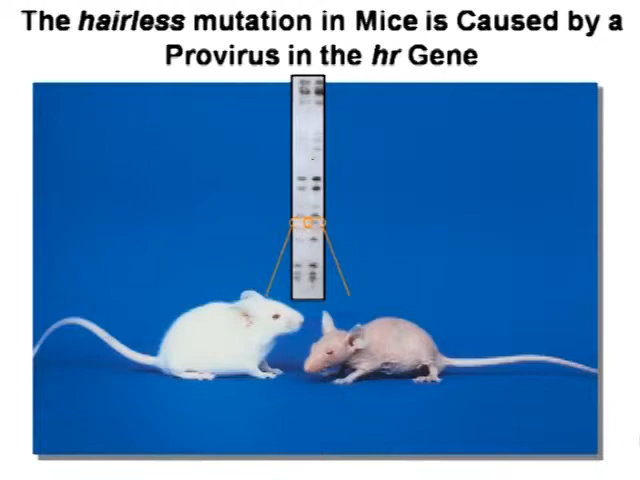 The hairless mutation in Mice is Caused by a
Provirus in the hr Gene